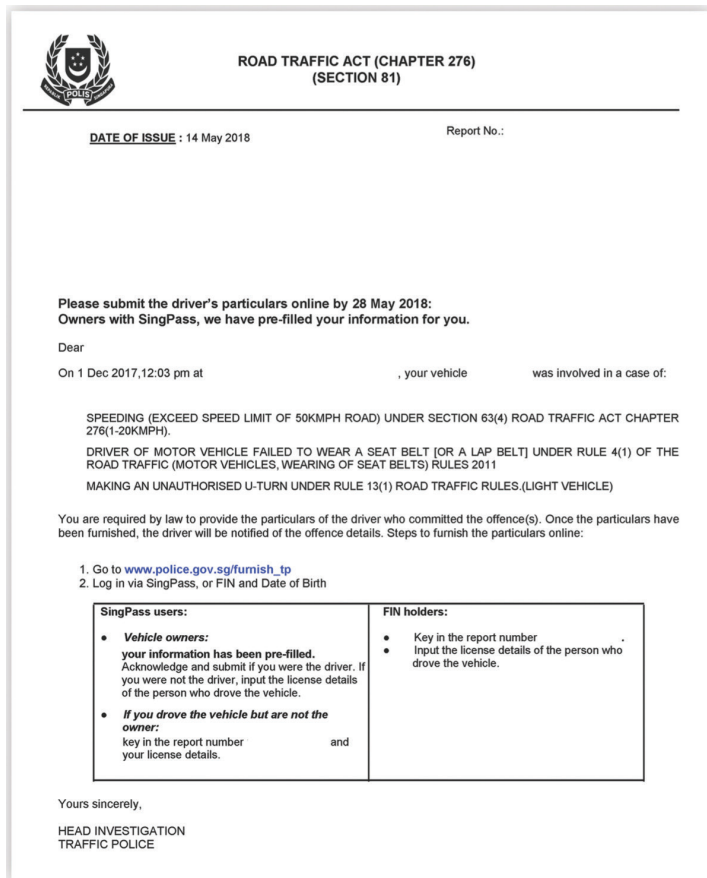 REPUBLIK POLIS SINGAPURA
ROAD TRAFFIC ACT (CHAPTER 276)
(SECTION 81)
DATE OF ISSUE : 14 May 2018 Report No.:
Please submit the driver's particulars online by 28 May 2018:
Owners with SingPass, we have pre-filled your information for you.
Dear
On 1 Dec 2017,12:03 pm at , your vehicle was involved in a case of:
SPEEDING (EXCEED SPEED LIMIT OF 50KMPH ROAD) UNDER SECTION 63(4) ROAD TRAFFIC ACT CHAPTER
276(1-20KMPH).
DRIVER OF MOTOR VEHICLE FAILED TO WEAR A SEAT BELT [OR A LAP BELT] UNDER RULE 4(1) OF THE
ROAD TRAFFIC (MOTOR VEHICLES, WEARING OF SEAT BELTS) RULES 2011
MAKING AN UNAUTHORISED U-TURN UNDER RULE 13(1) ROAD TRAFFIC RULES.(LIGHT VEHICLE)
You are required by law to provide the particulars of the driver who committed the offence(s). Once the particulars have
been furnished, the driver will be notified of the offence details. Steps to furnish the particulars online:
1. Go to www.police.gov.sg/furnish_tp
2. Log in via SingPass, or FIN and Date of Birth
SingPass users:
• Vehicle owners:
your information has been pre-filled.
Acknowledge and submit if you were the driver. If
you were not the driver, input the license details
of the person who drove the vehicle.
• If you drove the vehicle but are not the
owner:
key in the report number and
your license details.
FIN holders:
• Key in the report number .
• Input the license details of the person who
drove the vehicle.
Yours sincerely,
HEAD INVESTIGATION
TRAFFIC POLICE